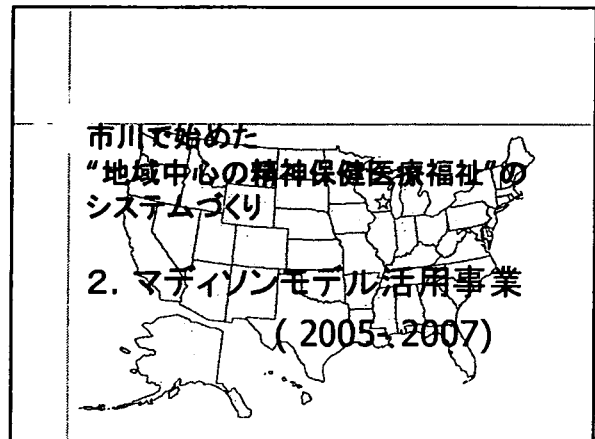 市川で始めた
“地域中心の精神保健医療福祉”の
システムづくり
2. マディソンモデル活用事業
( 2005-2007)